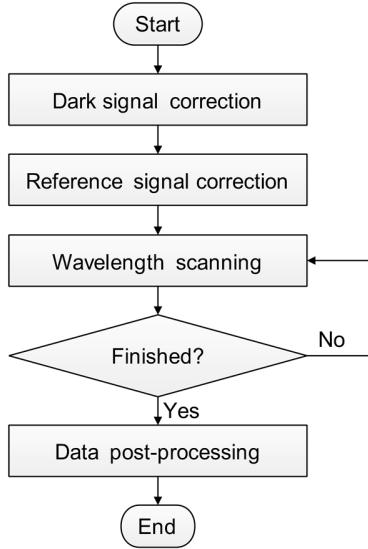 Start
Dark signal correction
Reference signal correction
Wavelength scanning
Finished?
No
Yes
Data post-processing
End